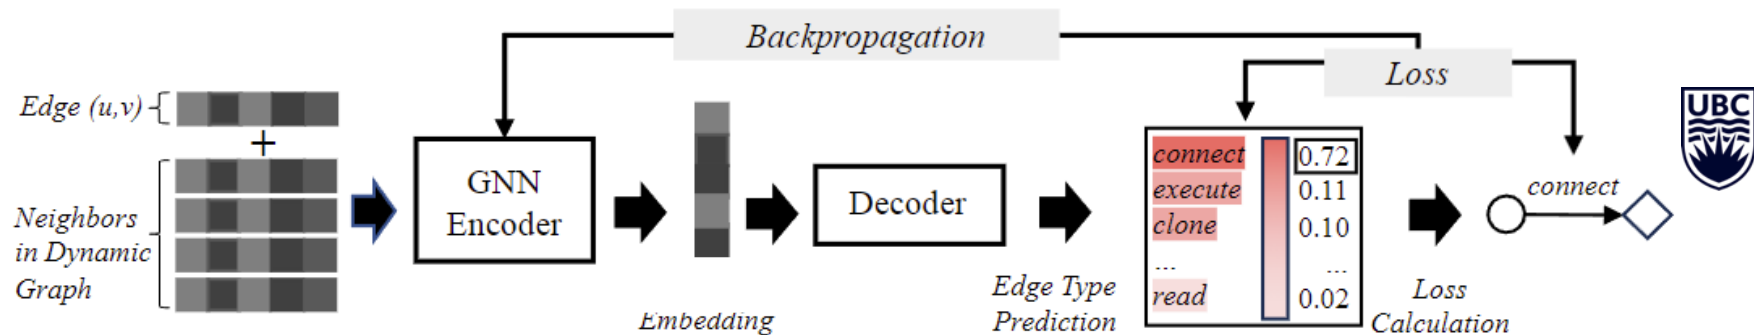 Backpropagation
Loss
Edge (u,v)
+
Neighbors
in Dynamic
Graph
GNN
Encoder
Embedding
Decoder
Edge Type
Prediction
connect 0.72
execute 0.11
clone 0.10
... ...
read 0.02
Loss
Calculation
connect
UBC